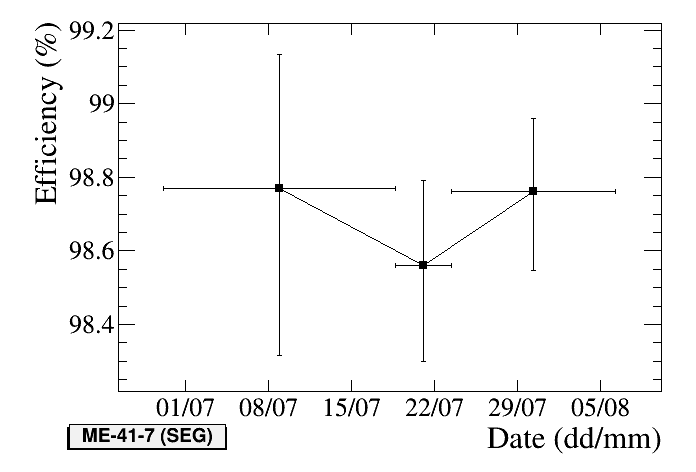 Efficiency (%)
99.2
99
98.8
98.6
98.4
01/07 08/07 15/07 22/07 29/07 05/08
ME-41-7 (SEG)
Date (dd/mm)